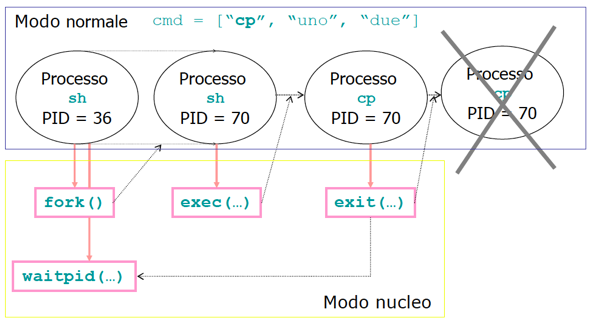 Modo normale cmd = [“cp”, “uno”, “due”]
Processo
sh
PID = 36
Processo
sh
PID = 70
Processo
cp
PID = 70
Processo
cp
PID = 70
fork()
exec(…)
exit(…)
waitpid(…)
Modo nucleo